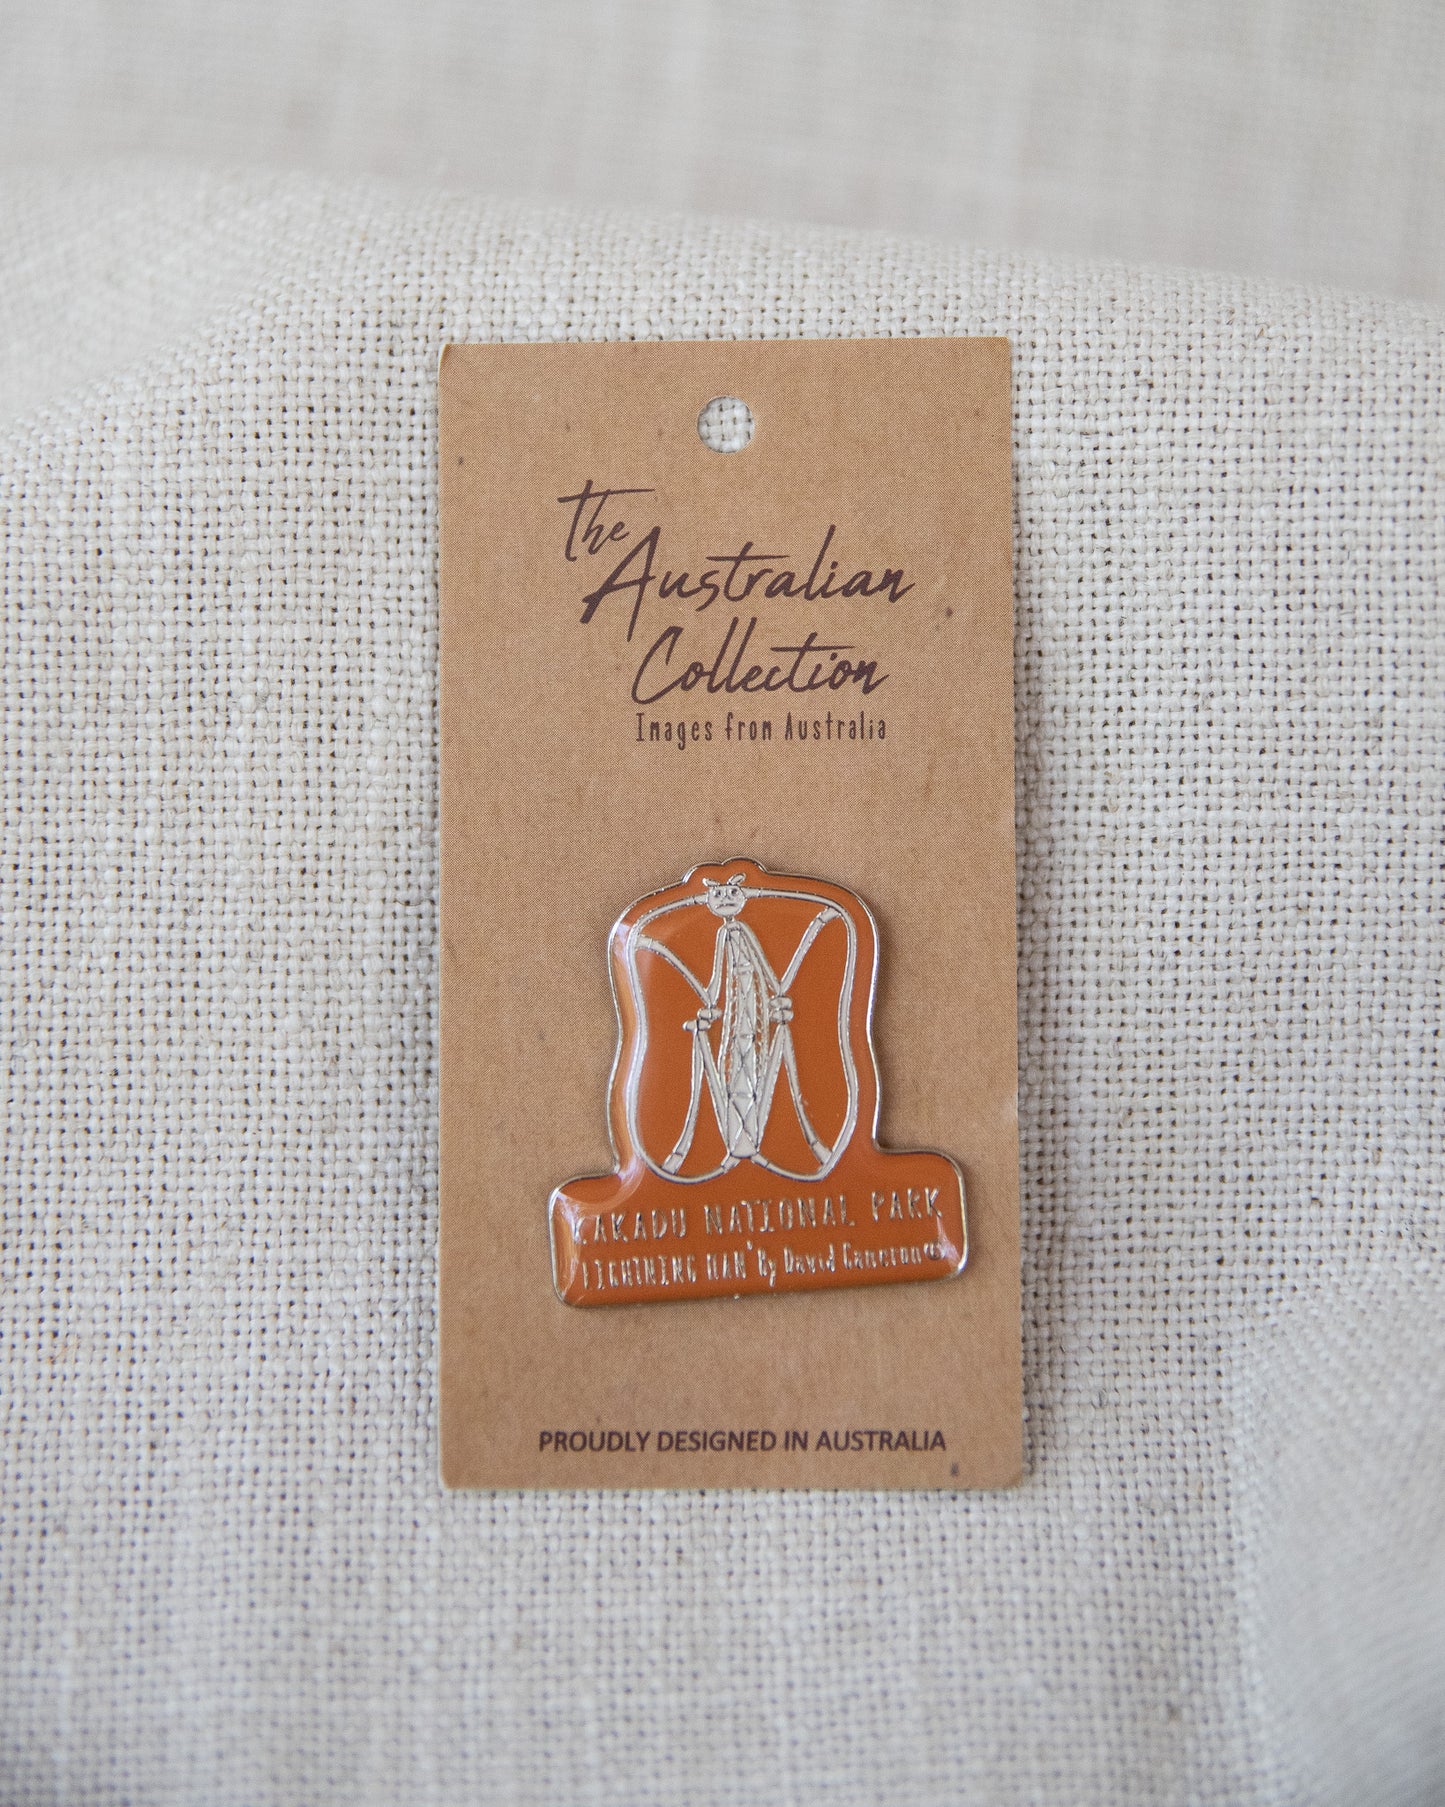 The
Australian
Collection
Images from Australia
KAKADU NATIONAL PARK
'LIGHTNING MAN' By David Cameron ©
PROUDLY DESIGNED IN AUSTRALIA